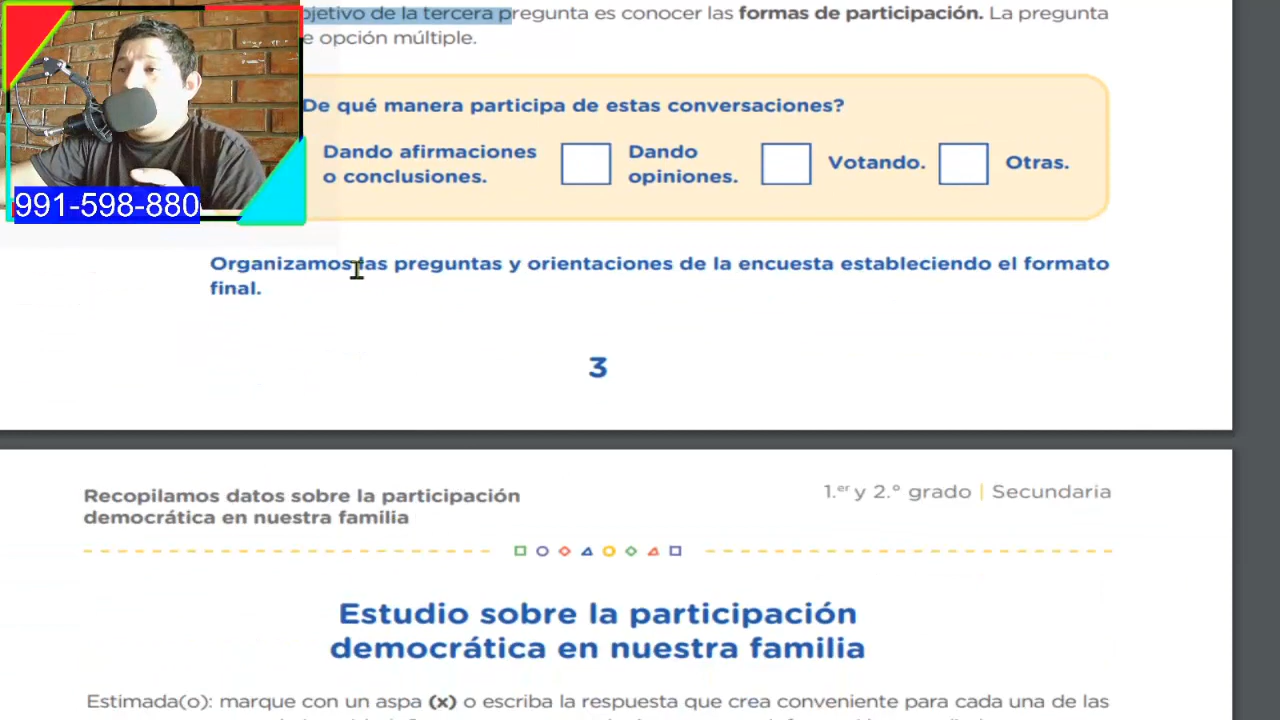 objetivo de la tercera pregunta es conocer las formas de participación. La pregunta
e opción múltiple.
De qué manera participa de estas conversaciones?
Dando afirmaciones
o conclusiones.
Dando
opiniones.
Votando.
Otras.
991-598-880
Organizamos las preguntas y orientaciones de la encuesta estableciendo el formato
final.
3
Recopilamos datos sobre la participación
democrática en nuestra familia
1.er y 2.° grado | Secundaria
Estudio sobre la participación
democrática en nuestra familia
Estimada(o): marque con un aspa (x) o escriba la respuesta que crea conveniente para cada una de las